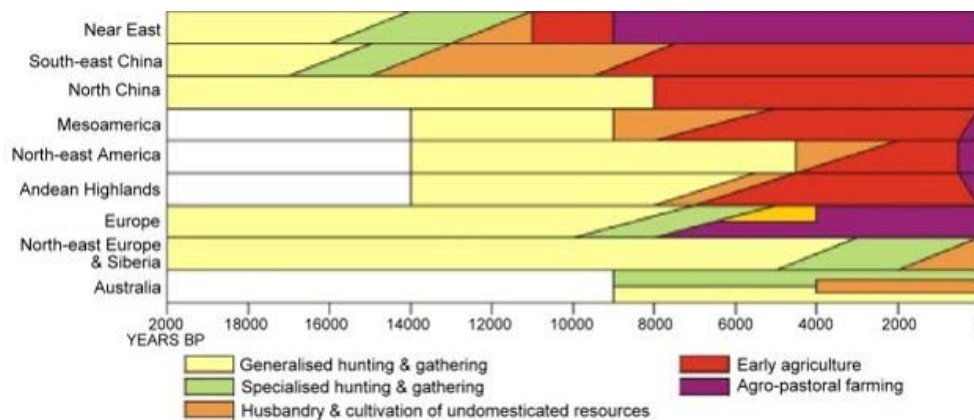 Near East
South-east China
North China
Mesoamerica
North-east America
Andean Highlands
Europe
North-east Europe
& Siberia
Australia
2000 18000 16000 14000 12000 10000 8000 6000 4000 2000
YEARS BP
Generalised hunting & gathering
Specialised hunting & gathering
Husbandry & cultivation of undomesticated resources
Early agriculture
Agro-pastoral farming